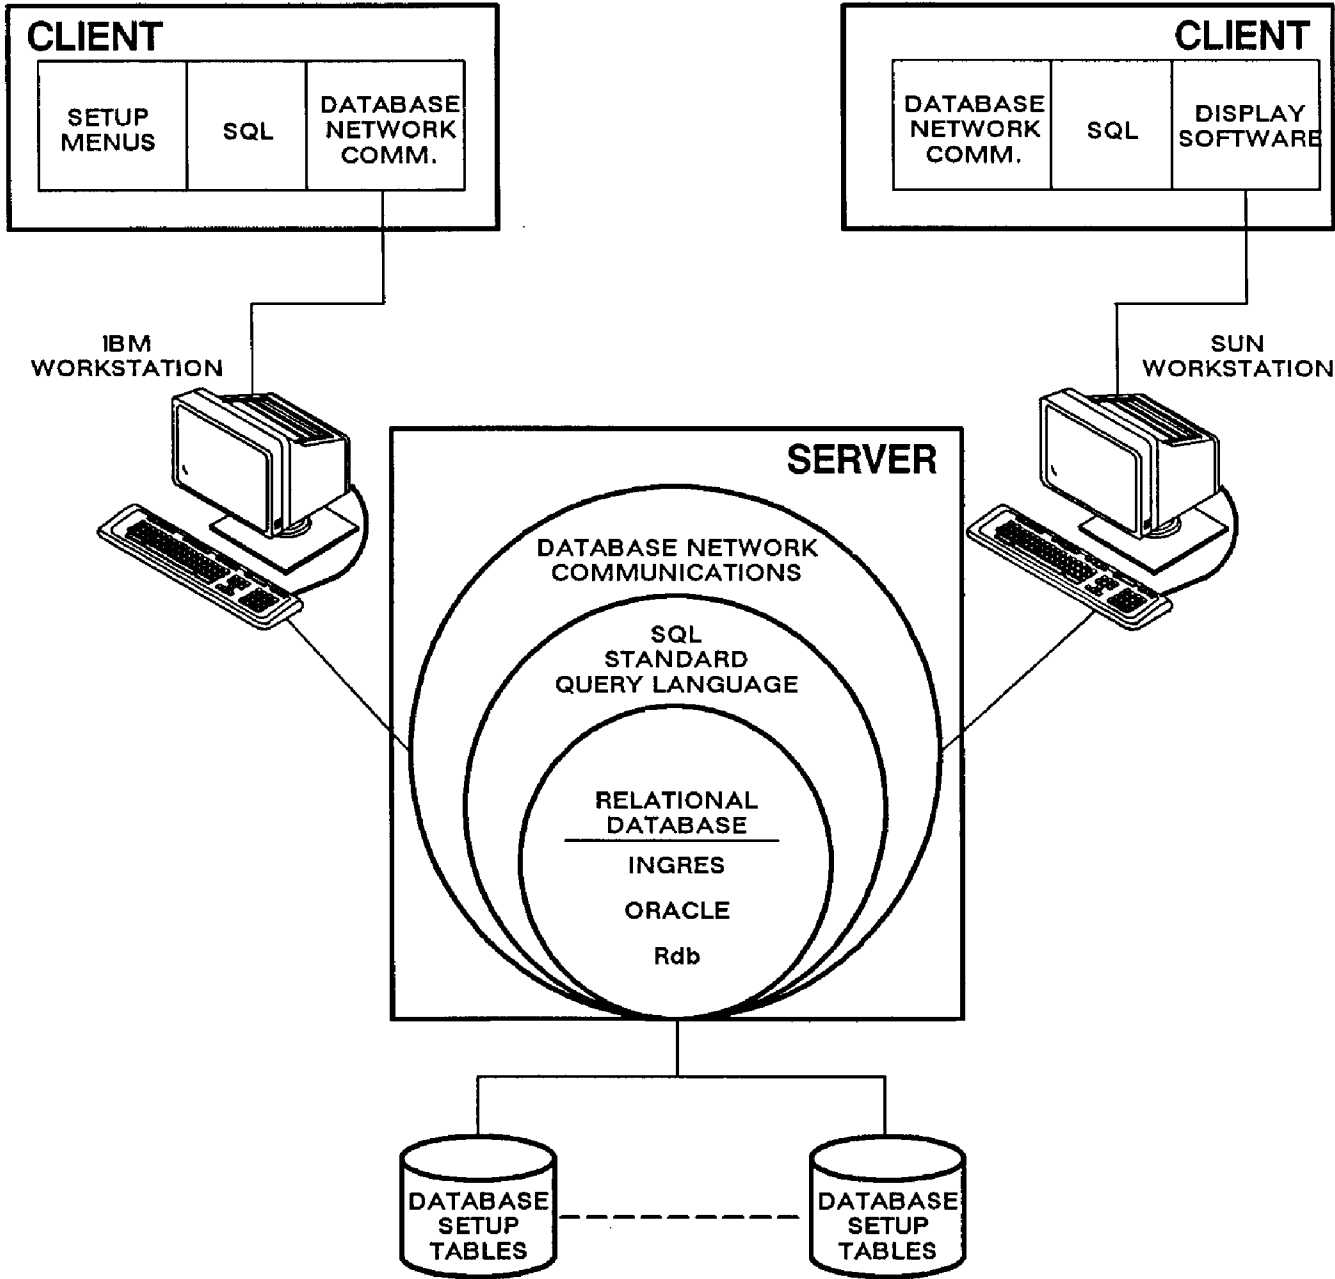 CLIENT
SETUP
MENUS
SQL
DATABASE
NETWORK
COMM.
CLIENT
DATABASE
NETWORK
COMM.
SQL
DISPLAY
SOFTWARE
IBM
WORKSTATION
SUN
WORKSTATION
SERVER
DATABASE NETWORK
COMMUNICATIONS
SQL
STANDARD
QUERY LANGUAGE
RELATIONAL
DATABASE
INGRES
ORACLE
Rdb
DATABASE
SETUP
TABLES
DATABASE
SETUP
TABLES